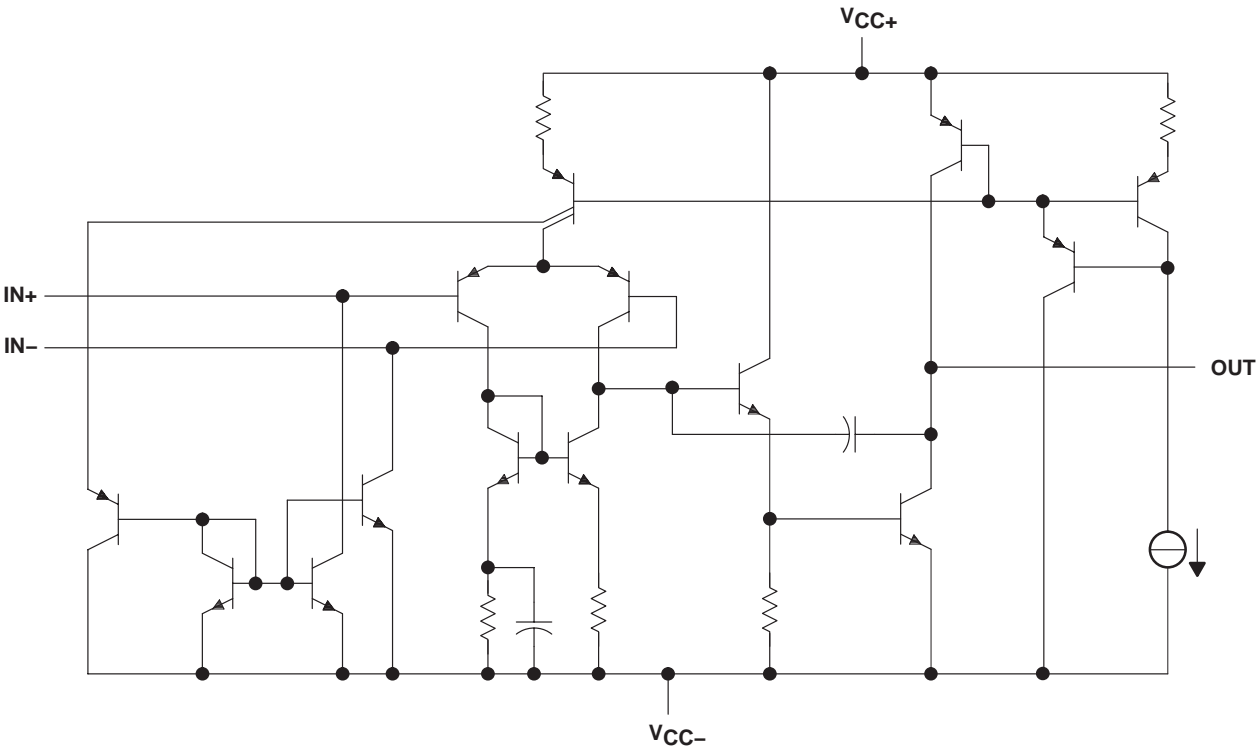 VCC+
IN+
IN–
OUT
VCC–